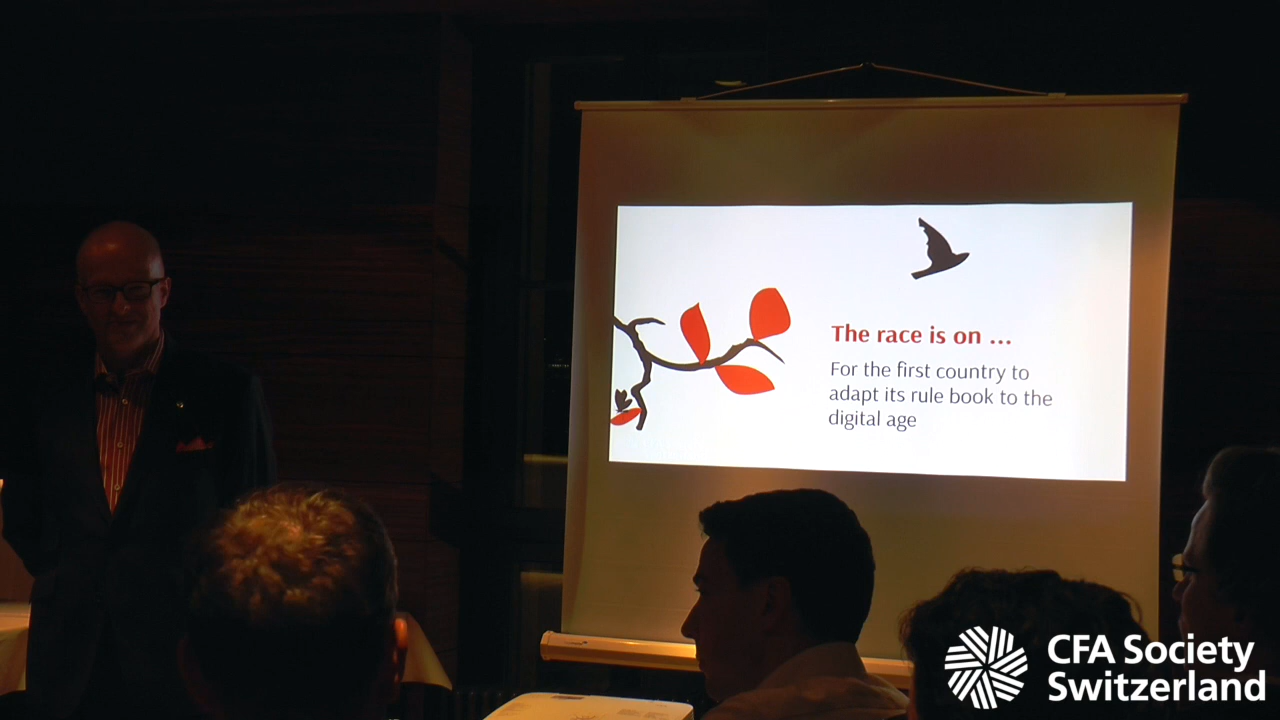 The race is on ...
For the first country to
adapt its rule book to the
digital age
CFA Society
Switzerland